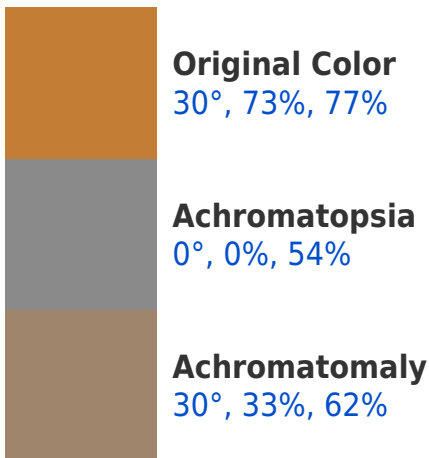 Original Color
30°, 73%, 77%
Achromatopsia
0°, 0%, 54%
Achromatomaly
30°, 33%, 62%